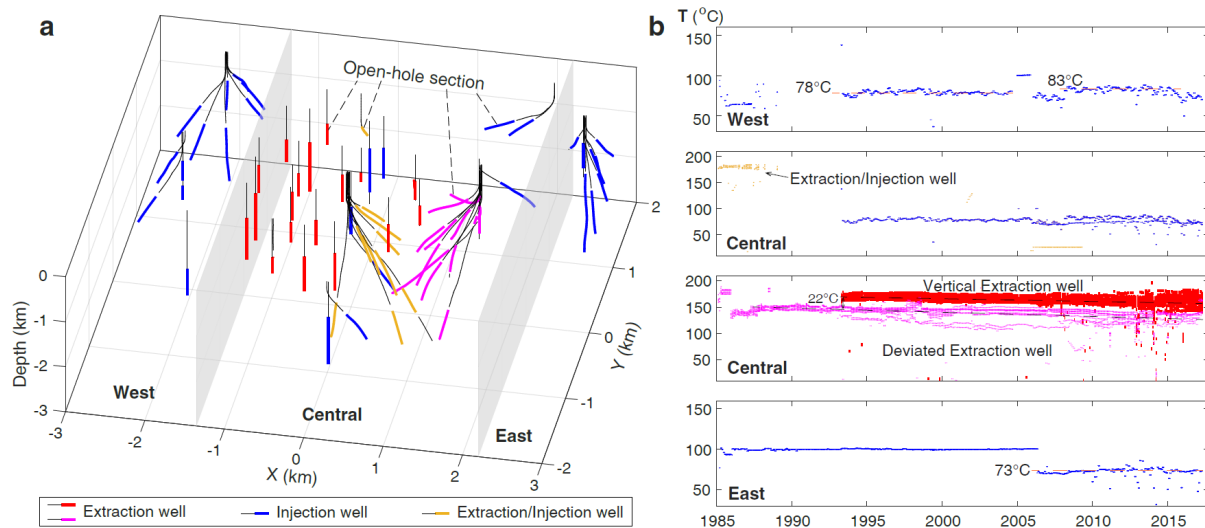 a
Open-hole section
Depth (km)
0
-1
-2
-3
-3
-2
-1
0
1
2
3
X (km)
-2
-1
0
1
2
Y (km)
West
Central
East
Extraction well
Injection well
Extraction/Injection well
b
T (°C)
150
100
50
78°C
83°C
West
200
150
100
50
Extraction/Injection well
Central
200
150
100
50
22°C
Vertical Extraction well
Deviated Extraction well
Central
150
100
50
73°C
East
1985
1990
1995
2000
2005
2010
2015